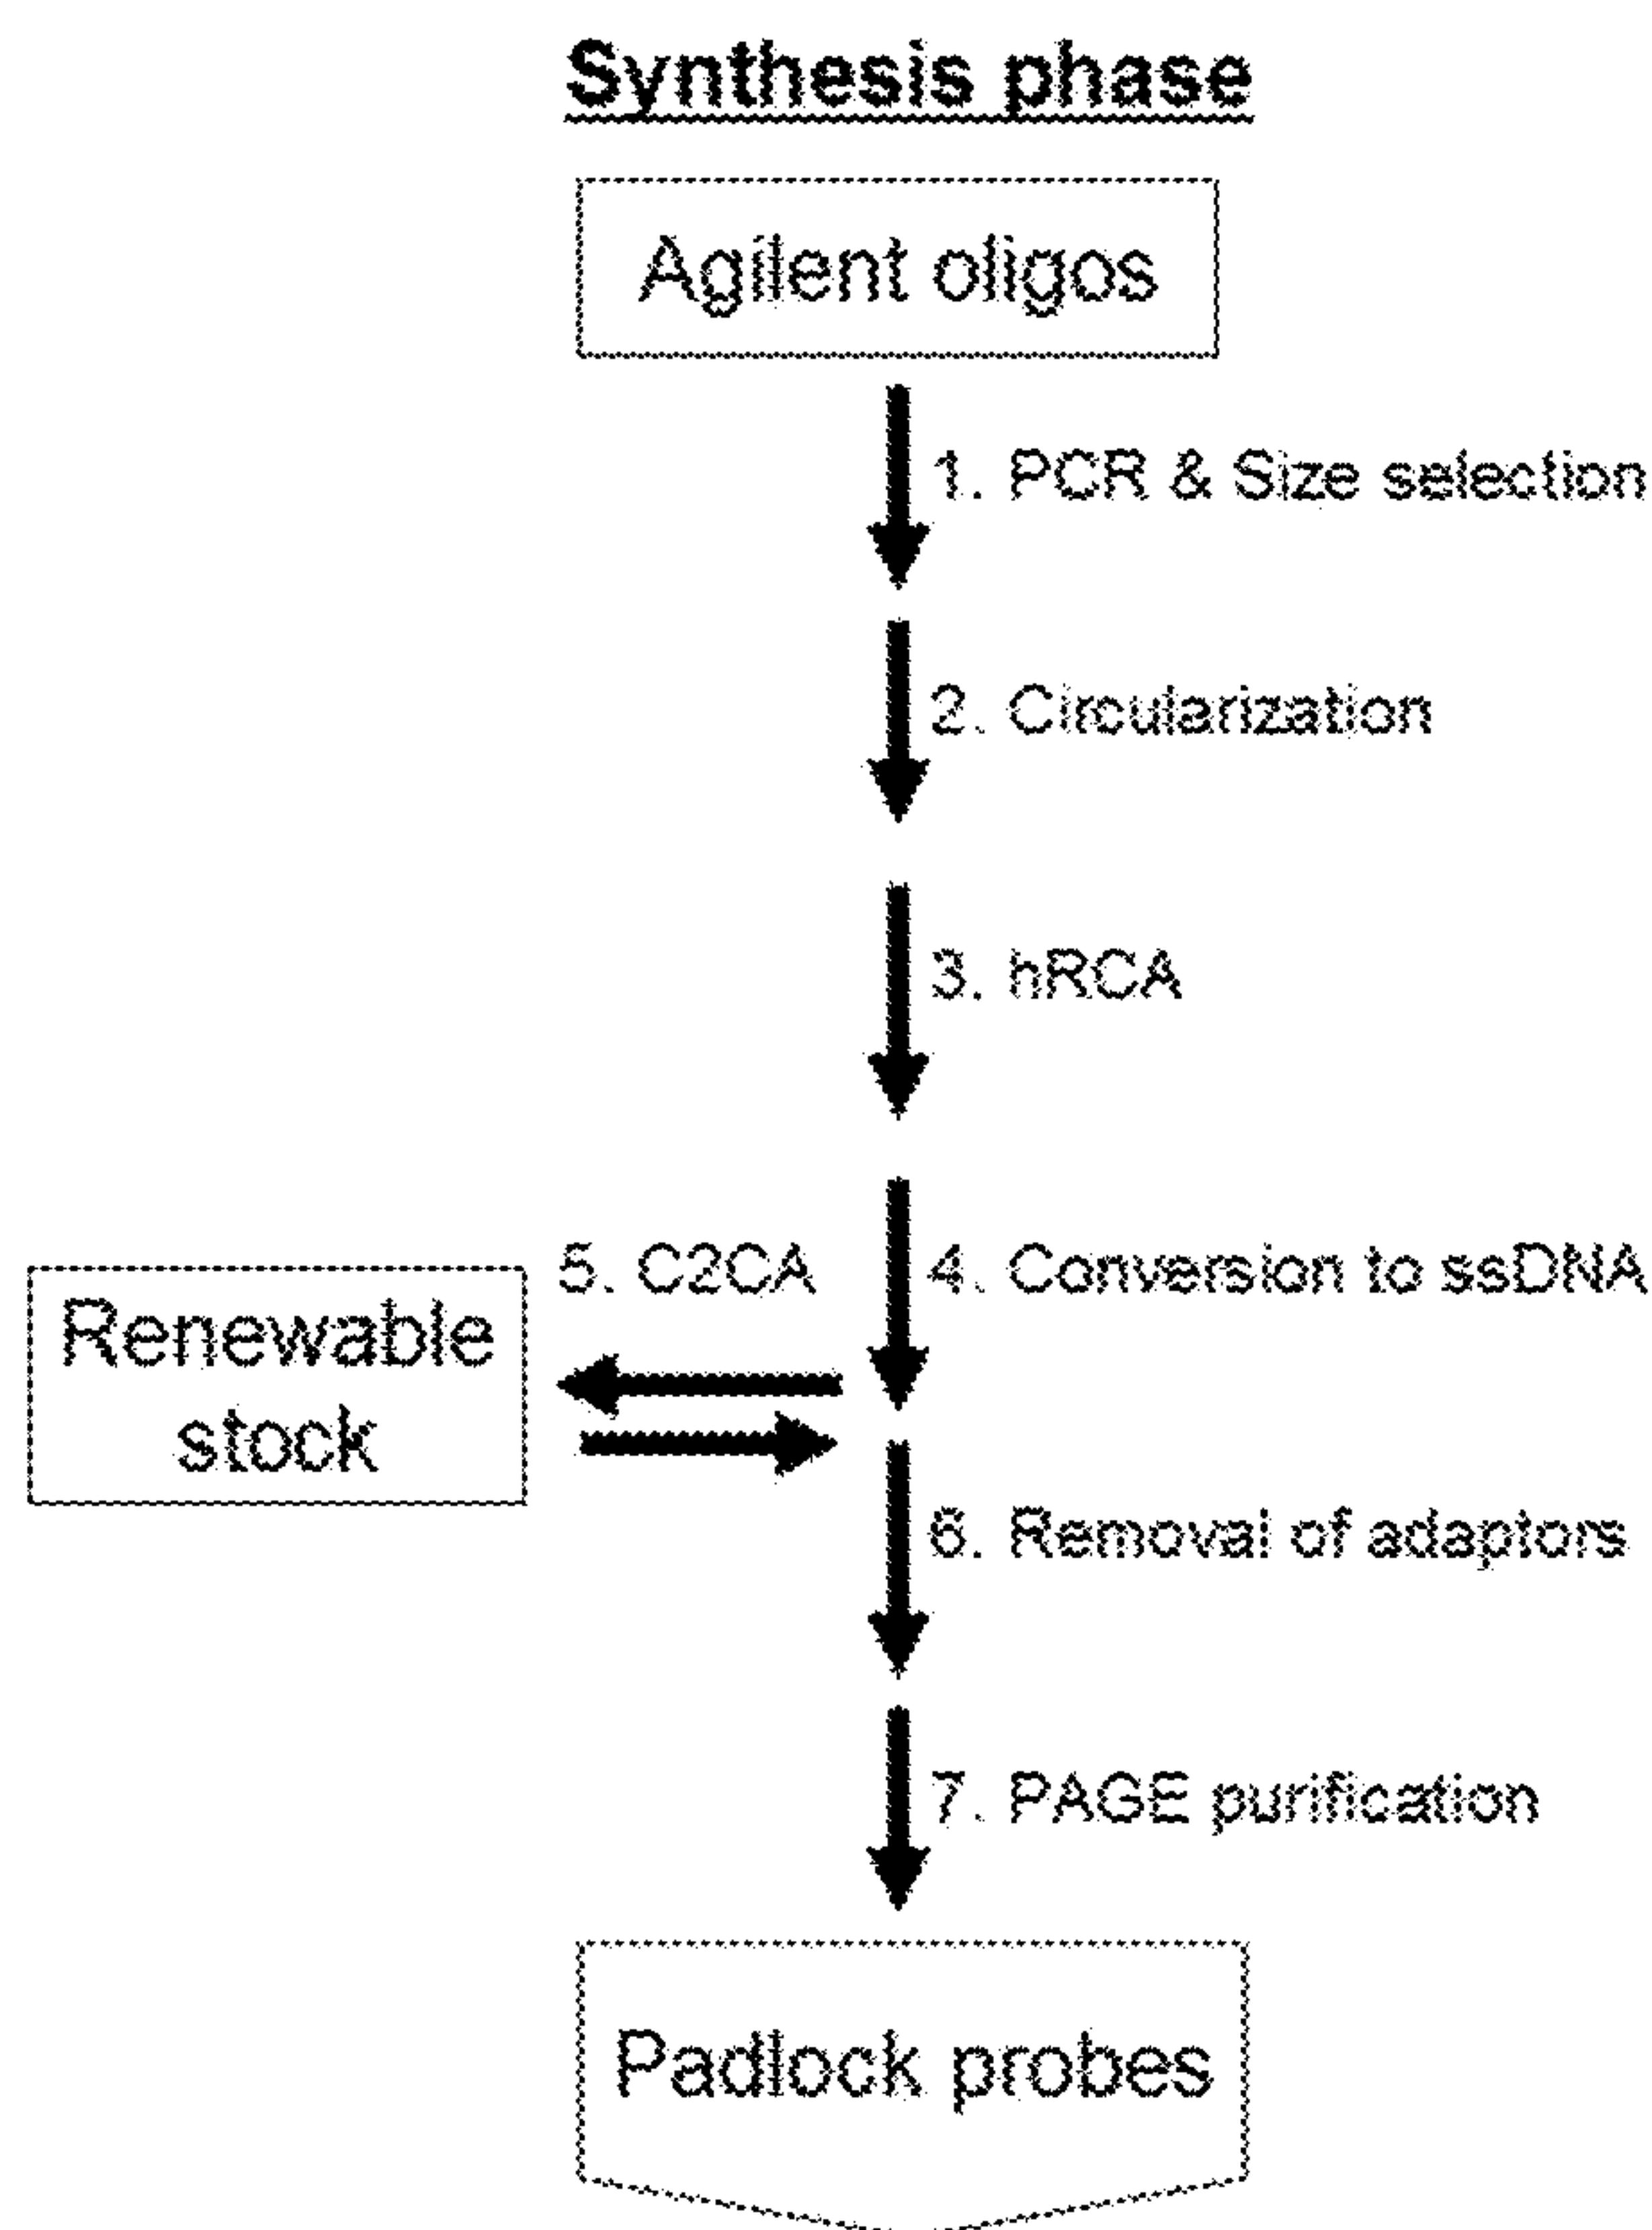 Synthesis phase
Agilent oligos
1. PCR & Size selection
2. Circularization
3. hRCA
5. C2CA
4. Conversion to ssDNA
Renewable
stock
6. Removal of adaptors
7. PAGE purification
Padlock probes